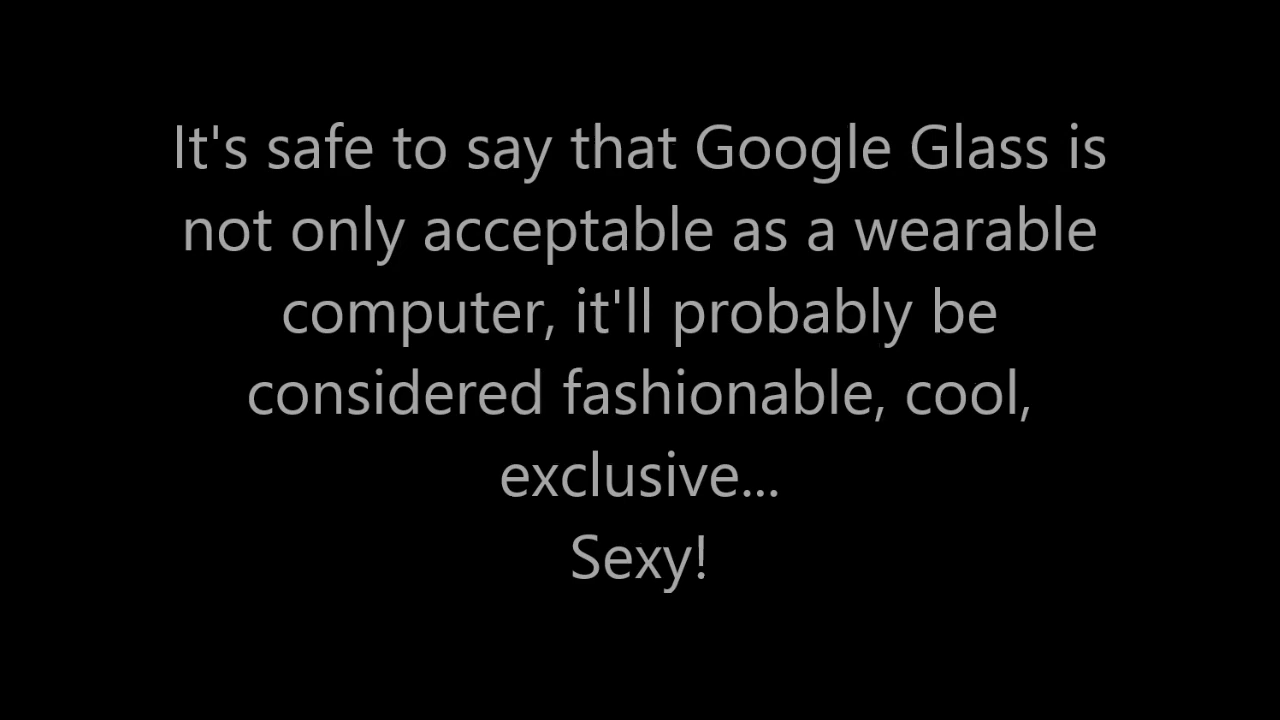 It's safe to say that Google Glass is
not only acceptable as a wearable
computer, it'll probably be
considered fashionable, cool,
exclusive...
Sexy!